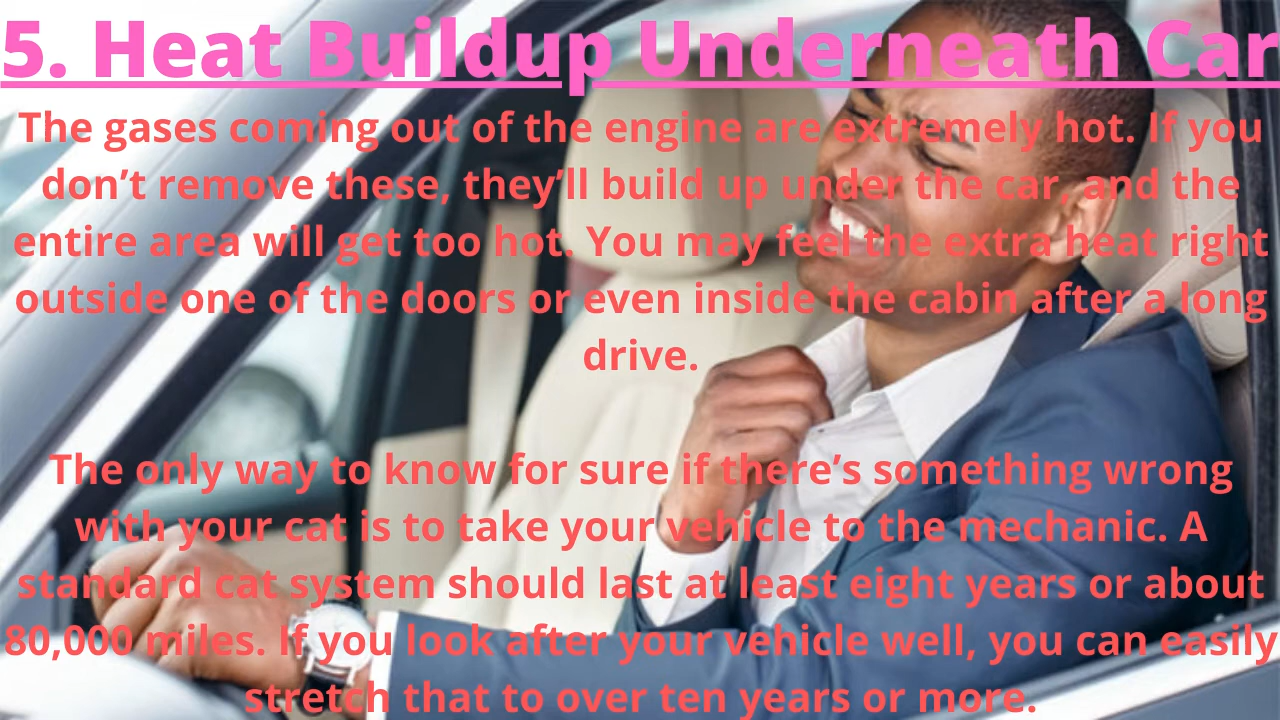 5. Heat Buildup Underneath Car
The gases coming out of the engine are extremely hot. If you
don’t remove these, they’ll build up under the car, and the
entire area will get too hot. You may feel the extra heat right
outside one of the doors or even inside the cabin after a long
drive.
The only way to know for sure if there’s something wrong
with your cat is to take your vehicle to the mechanic. A
standard cat system should last at least eight years or about
80,000 miles. If you look after your vehicle well, you can easily
stretch that to over ten years or more.